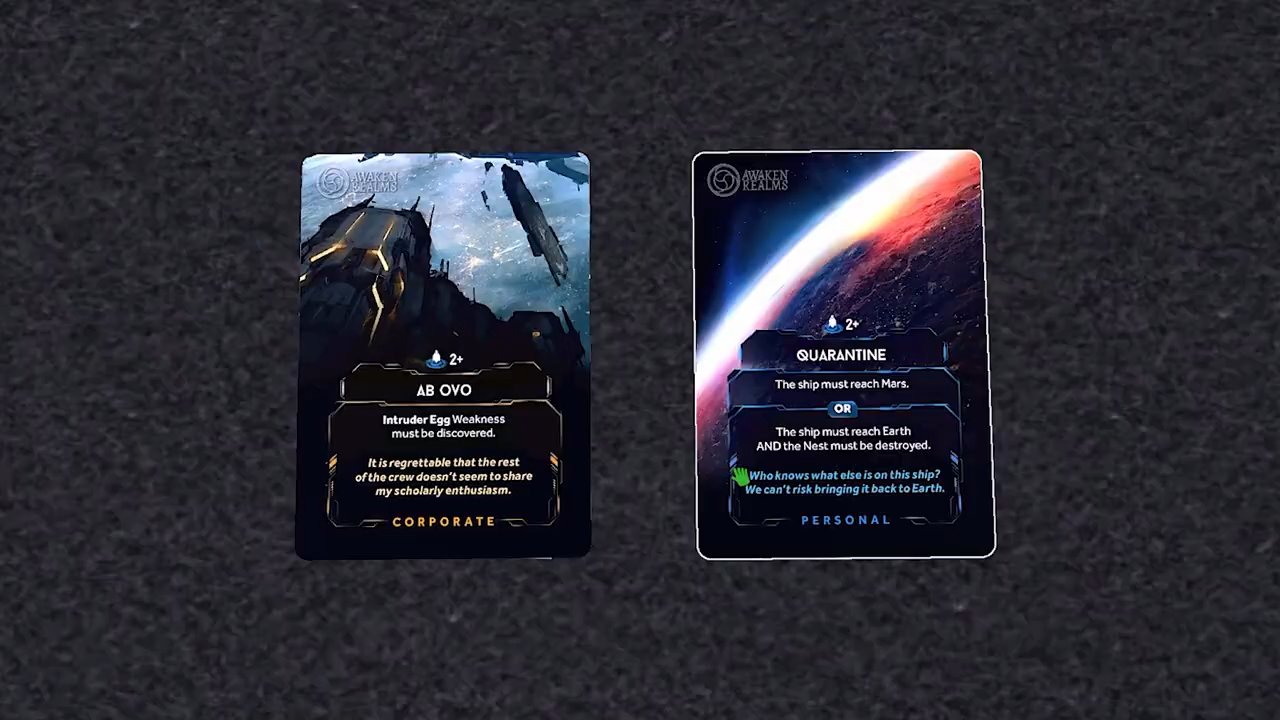 AWAKEN
REALMS
2+
AB OVO
Intruder Egg Weakness
must be discovered.
It is regrettable that the rest
of the crew doesn't seem to share
my scholarly enthusiasm.
CORPORATE
AWAKEN
REALMS
2+
QUARANTINE
The ship must reach Mars.
OR
The ship must reach Earth
AND the Nest must be destroyed.
Who knows what else is on this ship?
We can't risk bringing it back to Earth.
PERSONAL